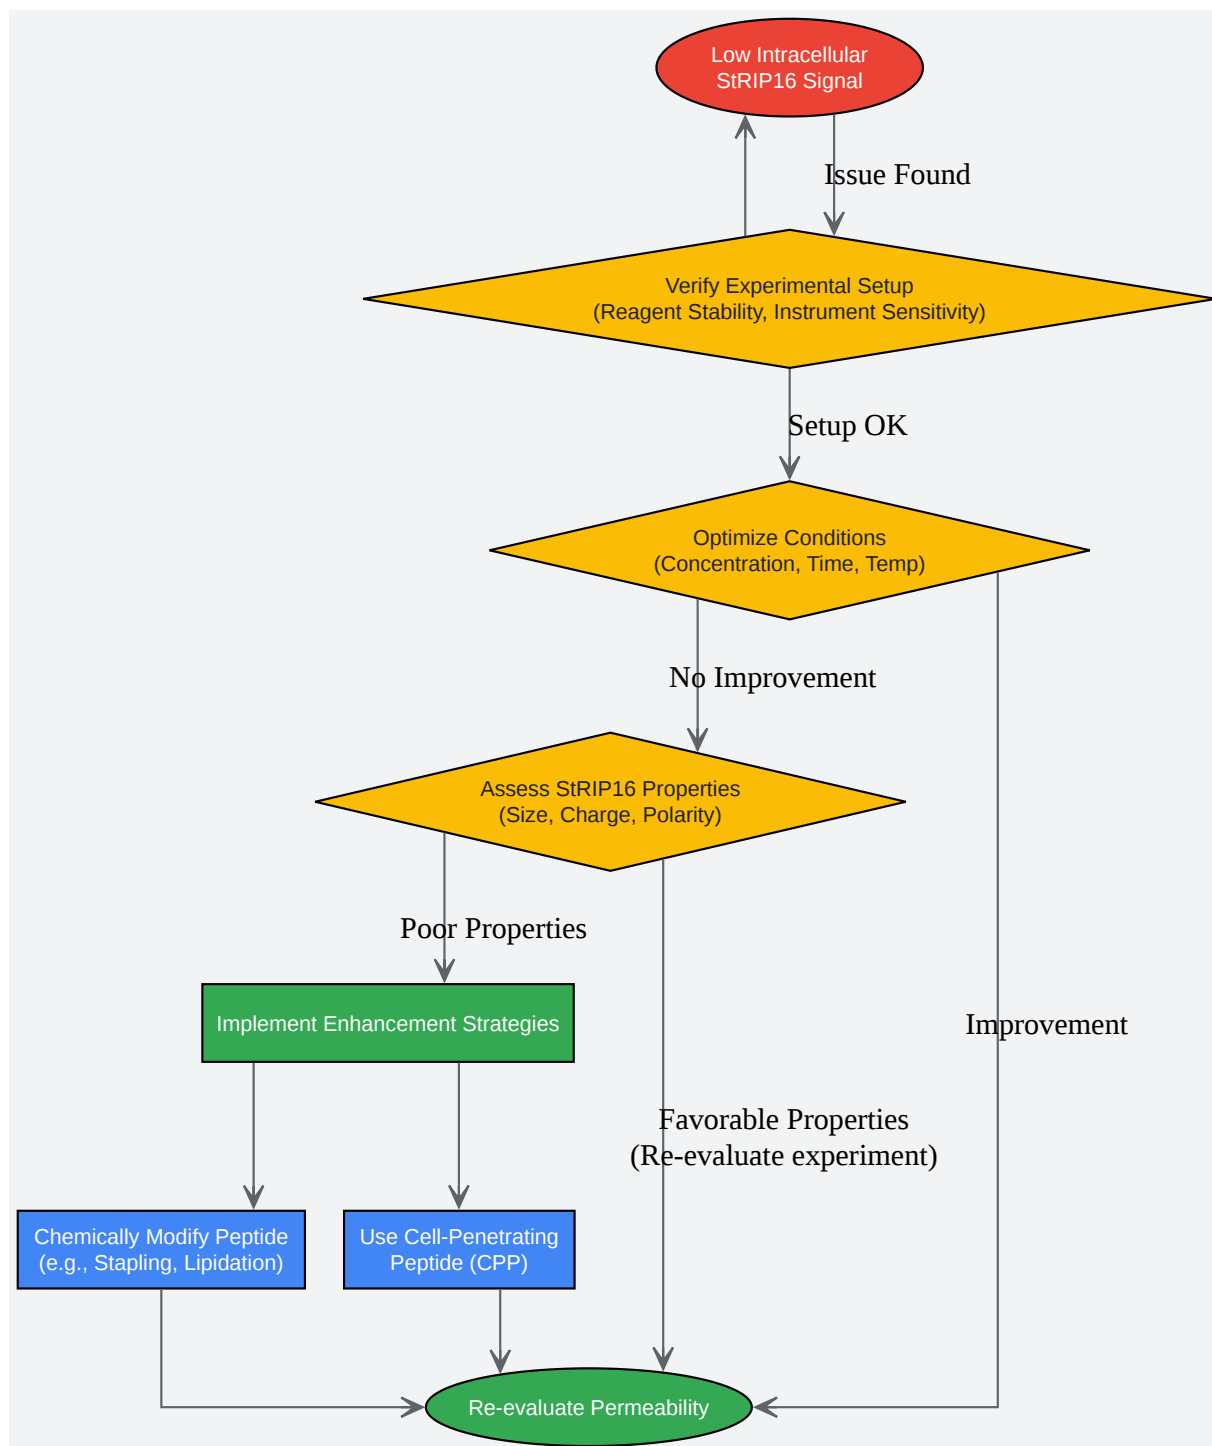 Low Intracellular
StRIP16 Signal
Issue Found
Verify Experimental Setup
(Reagent Stability, Instrument Sensitivity)
Setup OK
Optimize Conditions
(Concentration, Time, Temp)
No Improvement
Assess StRIP16 Properties
(Size, Charge, Polarity)
Poor Properties
Implement Enhancement Strategies
Improvement
Favorable Properties
(Re-evaluate experiment)
Chemically Modify Peptide
(e.g., Stapling, Lipidation)
Use Cell-Penetrating
Peptide (CPP)
Re-evaluate Permeability